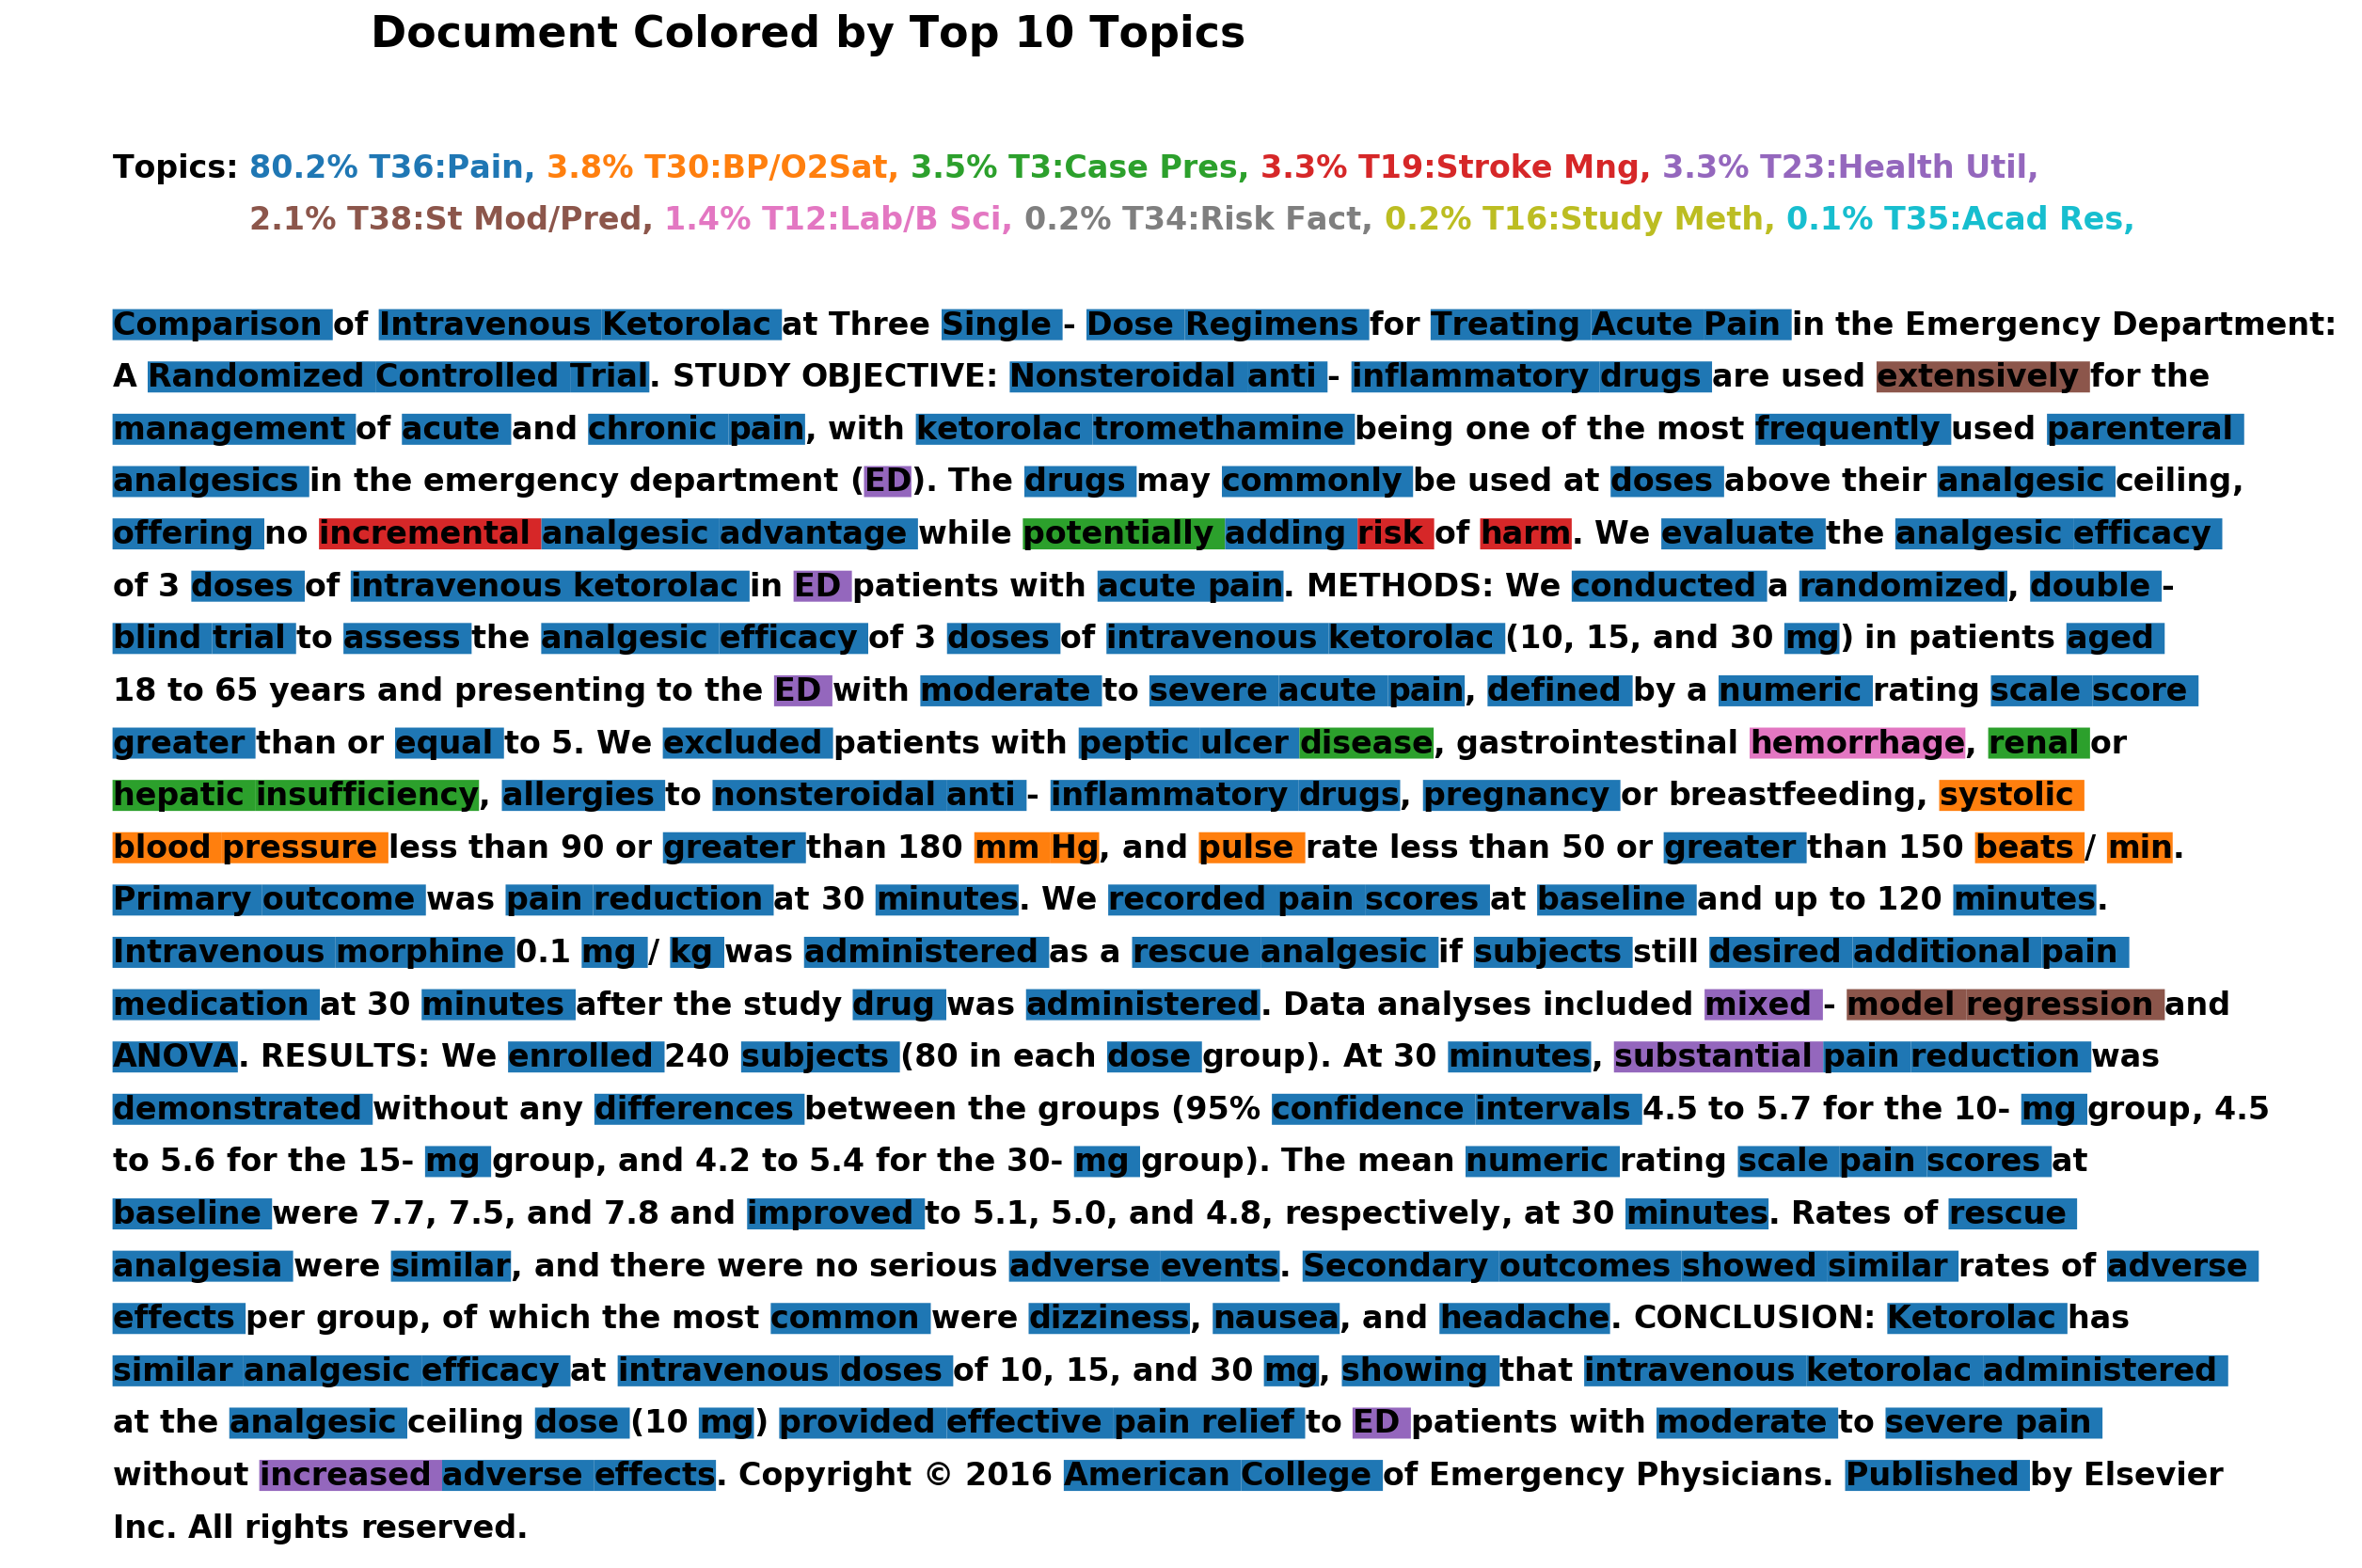 Document Colored by Top 10 Topics
Topics: 80.2% T36:Pain, 3.8% T30:BP/O2Sat, 3.5% T3:Case Pres, 3.3% T19:Stroke Mng, 3.3% T23:Health Util,
2.1% T38:St Mod/Pred, 1.4% T12:Lab/B Sci, 0.2% T34:Risk Fact, 0.2% T16:Study Meth, 0.1% T35:Acad Res,
Comparison of Intravenous Ketorolac at Three Single - Dose Regimens for Treating Acute Pain in the Emergency Department:
A Randomized Controlled Trial. STUDY OBJECTIVE: Nonsteroidal anti - inflammatory drugs are used extensively for the
management of acute and chronic pain, with ketorolac tromethamine being one of the most frequently used parenteral
analgesics in the emergency department (ED). The drugs may commonly be used at doses above their analgesic ceiling,
offering no incremental analgesic advantage while potentially adding risk of harm. We evaluate the analgesic efficacy
of 3 doses of intravenous ketorolac in ED patients with acute pain. METHODS: We conducted a randomized, double -
blind trial to assess the analgesic efficacy of 3 doses of intravenous ketorolac (10, 15, and 30 mg) in patients aged
18 to 65 years and presenting to the ED with moderate to severe acute pain, defined by a numeric rating scale score
greater than or equal to 5. We excluded patients with peptic ulcer disease, gastrointestinal hemorrhage, renal or
hepatic insufficiency, allergies to nonsteroidal anti - inflammatory drugs, pregnancy or breastfeeding, systolic
blood pressure less than 90 or greater than 180 mm Hg, and pulse rate less than 50 or greater than 150 beats / min.
Primary outcome was pain reduction at 30 minutes. We recorded pain scores at baseline and up to 120 minutes.
Intravenous morphine 0.1 mg / kg was administered as a rescue analgesic if subjects still desired additional pain
medication at 30 minutes after the study drug was administered. Data analyses included mixed - model regression and
ANOVA. RESULTS: We enrolled 240 subjects (80 in each dose group). At 30 minutes, substantial pain reduction was
demonstrated without any differences between the groups (95% confidence intervals 4.5 to 5.7 for the 10- mg group, 4.5
to 5.6 for the 15- mg group, and 4.2 to 5.4 for the 30- mg group). The mean numeric rating scale pain scores at
baseline were 7.7, 7.5, and 7.8 and improved to 5.1, 5.0, and 4.8, respectively, at 30 minutes. Rates of rescue
analgesia were similar, and there were no serious adverse events. Secondary outcomes showed similar rates of adverse
effects per group, of which the most common were dizziness, nausea, and headache. CONCLUSION: Ketorolac has
similar analgesic efficacy at intravenous doses of 10, 15, and 30 mg, showing that intravenous ketorolac administered
at the analgesic ceiling dose (10 mg) provided effective pain relief to ED patients with moderate to severe pain
without increased adverse effects. Copyright © 2016 American College of Emergency Physicians. Published by Elsevier
Inc. All rights reserved.